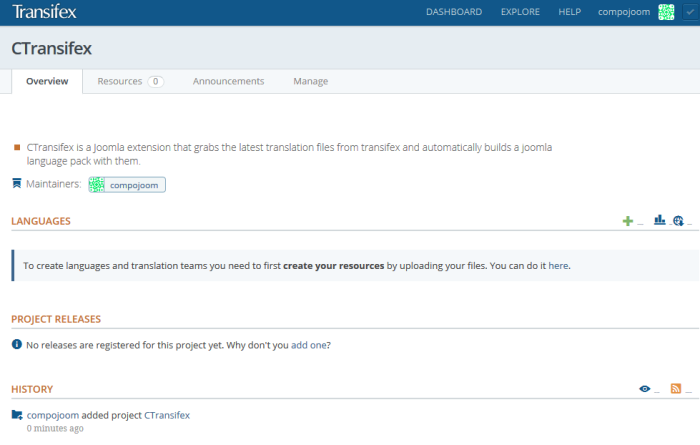 Transifex
DASHBOARD EXPLORE HELP compojoom
CTransifex
Overview Resources 0 Announcements Manage
CTransifex is a Joomla extension that grabs the latest translation files from transifex and automatically builds a joomla
language pack with them.
Maintainers: compojoom
LANGUAGES
To create languages and translation teams you need to first create your resources by uploading your files. You can do it here.
PROJECT RELEASES
No releases are registered for this project yet. Why don't you add one?
HISTORY
compojoom added project CTransifex
0 minutes ago